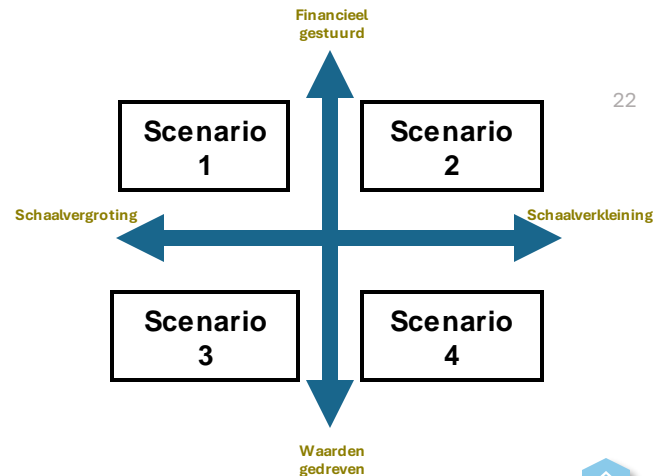 Financieel
gestuurd
22
Scenario
1
Scenario
2
Schaalvergroting
Schaalverkleining
Scenario
3
Scenario
4
Waarden
gedreven